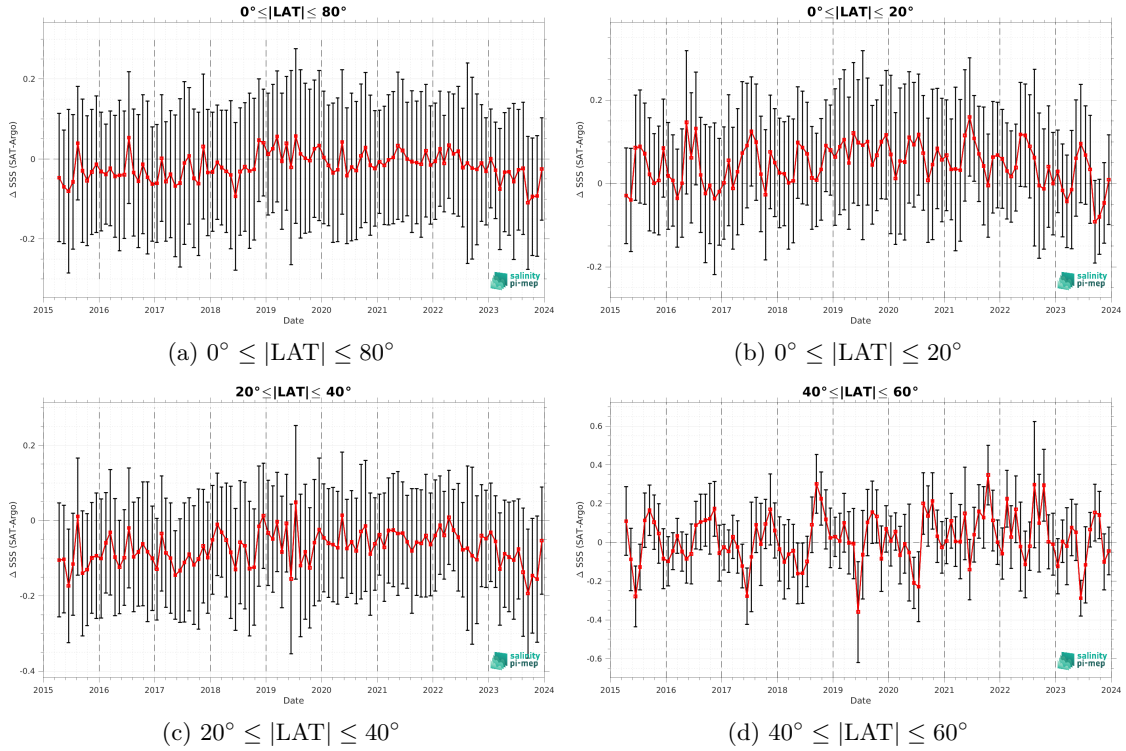 0°≤|LAT|≤ 80°
Δ SSS (SAT-Argo)
0.2
0
-0.2
2015 2016 2017 2018 2019 2020 2021 2022 2023 2024
Date
salinity
pi-mep
(a) 0° ≤ |LAT| ≤ 80°
0°≤|LAT|≤ 20°
Δ SSS (SAT-Argo)
0.2
0
-0.2
2015 2016 2017 2018 2019 2020 2021 2022 2023 2024
Date
salinity
pi-mep
(b) 0° ≤ |LAT| ≤ 20°
20°≤|LAT|≤ 40°
Δ SSS (SAT-Argo)
0.2
0
-0.2
-0.4
2015 2016 2017 2018 2019 2020 2021 2022 2023 2024
Date
salinity
pi-mep
(c) 20° ≤ |LAT| ≤ 40°
40°≤|LAT|≤ 60°
Δ SSS (SAT-Argo)
0.6
0.4
0.2
0
-0.2
-0.4
-0.6
2015 2016 2017 2018 2019 2020 2021 2022 2023 2024
Date
salinity
pi-mep
(d) 40° ≤ |LAT| ≤ 60°